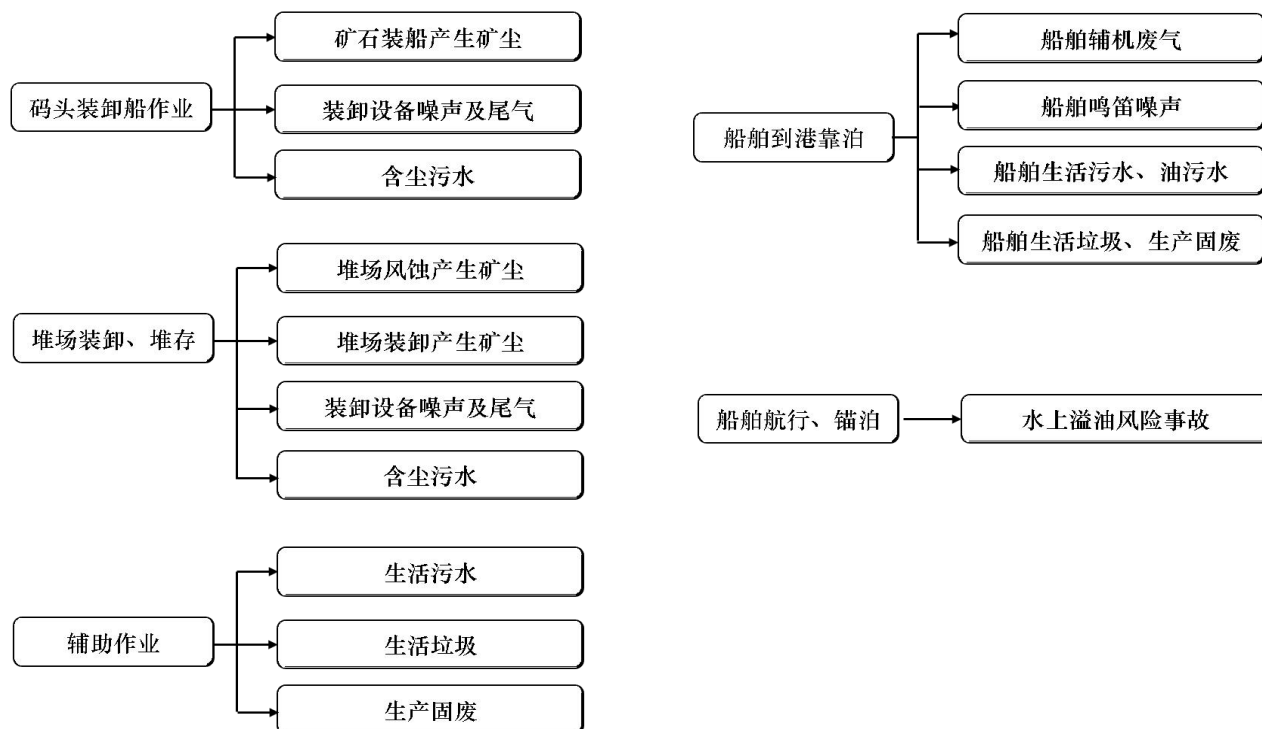 码头装卸船作业
矿石装船产生矿尘
装卸设备噪声及尾气
含尘污水
堆场装卸、堆存
堆场风蚀产生矿尘
堆场装卸产生矿尘
装卸设备噪声及尾气
含尘污水
辅助作业
生活污水
生活垃圾
生产固废
船舶到港靠泊
船舶辅机废气
船舶鸣笛噪声
船舶生活污水、油污水
船舶生活垃圾、生产固废
船舶航行、锚泊
水上溢油风险事故